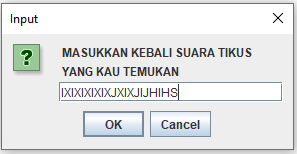 Input
MASUKKAN KEBALI SUARA TIKUS
YANG KAU TEMUKAN
IXIXIXIXIXJXIXJIJHIHS
OK Cancel